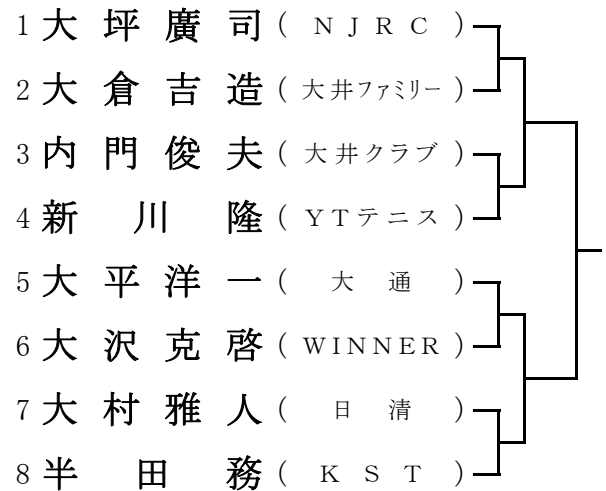 1 大坪廣司 ( NJRC )
2 大倉吉造 ( 大井ファミリー )
3 内門俊夫 ( 大井クラブ )
4 新川隆 ( YTテニス )
5 大平洋一 ( 大通 )
6 大沢克啓 ( WINNER )
7 大村雅人 ( 日清 )
8 半田務 ( KST )